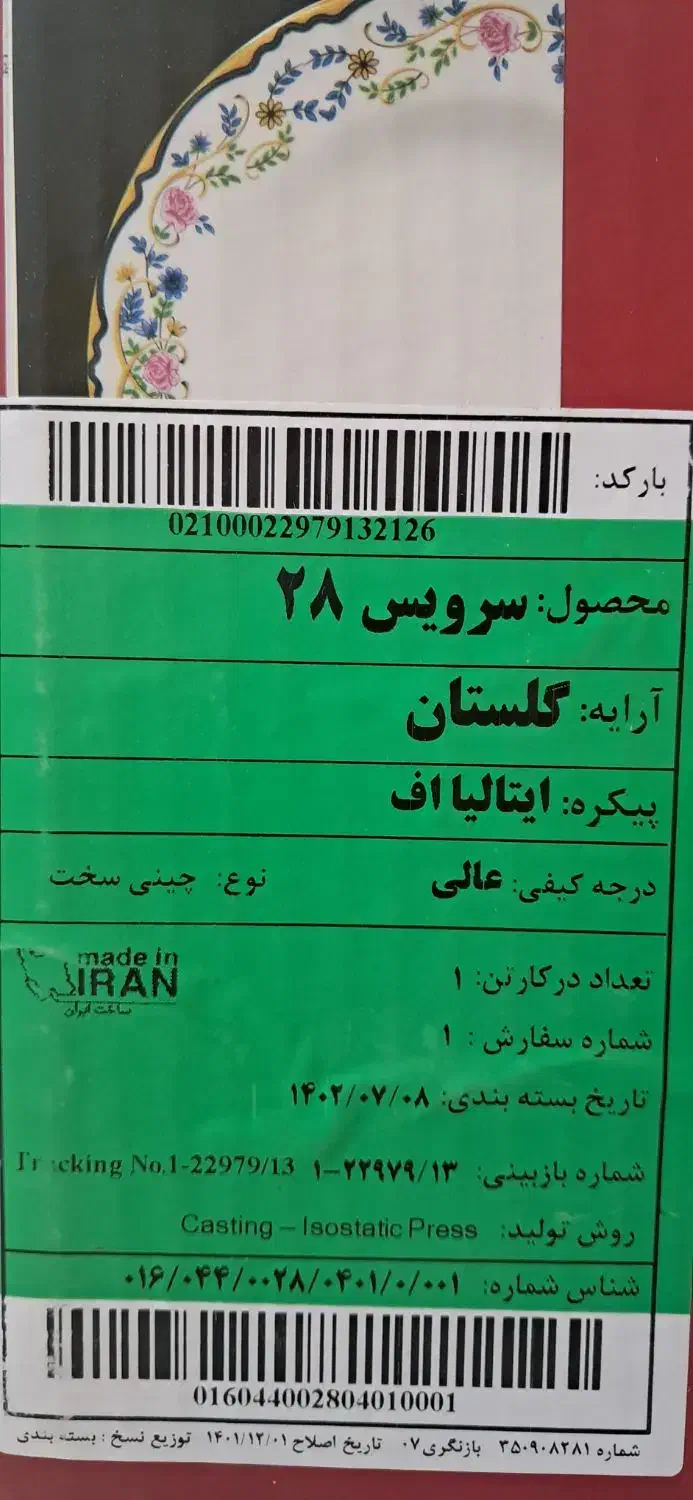 بارکد:
02100022979132126
محصول: سرویس ۲۸
آرایه: گلستان
پیکره: ایتالیا اف
درجه کیفی: عالی نوع: چینی سخت
made in
IRAN
ساخت ایران
تعداد در کارتن: ۱
شماره سفارش : ۱
تاریخ بسته بندی: ۱۴۰۲/۰۷/۰۸
شماره بازبینی: ۱-۲۲۹۷۹/۱۳ Tracking No.1-22979/13
روش تولید: Casting – Isostatic Press
شناس شماره: ۰۱۶/۰۴۴/۰۰۲۸/۰۴۰۱/۰/۰۰۱
016044002804010001
شماره ۳۵۰۹۰۸۲۸۱ بازنگری ۰۷ تاریخ اصلاح ۱۴۰۱/۱۲/۰۱ توزیع نسخ : بسته بندی